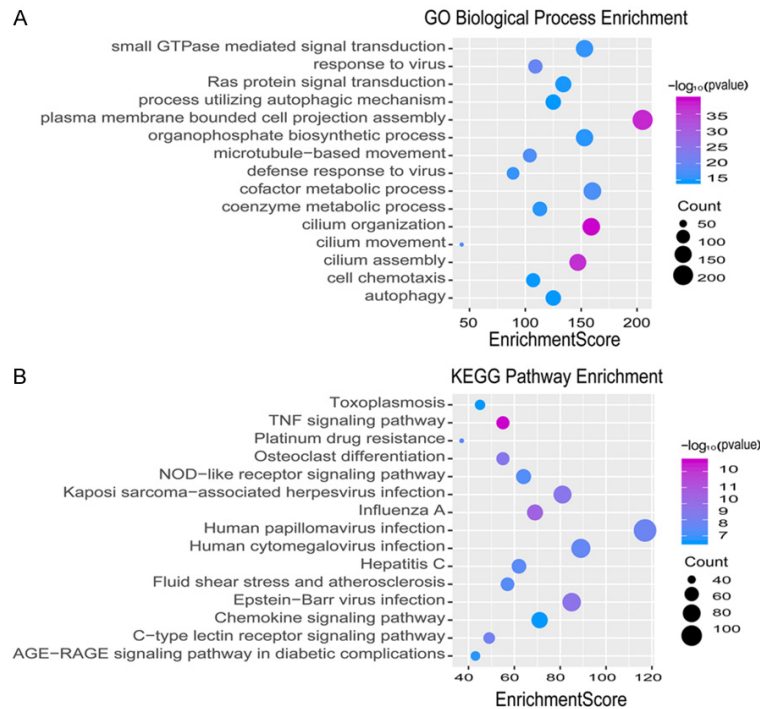 A
GO Biological Process Enrichment
small GTPase mediated signal transduction
response to virus
Ras protein signal transduction
process utilizing autophagic mechanism
plasma membrane bounded cell projection assembly
organophosphate biosynthetic process
microtubule−based movement
defense response to virus
cofactor metabolic process
coenzyme metabolic process
cilium organization
cilium movement
cilium assembly
cell chemotaxis
autophagy
50 100 150 200
EnrichmentScore
−log₁₀(pvalue)
35
30
25
20
15
Count
50
100
150
200
B
KEGG Pathway Enrichment
Toxoplasmosis
TNF signaling pathway
Platinum drug resistance
Osteoclast differentiation
NOD−like receptor signaling pathway
Kaposi sarcoma−associated herpesvirus infection
Influenza A
Human papillomavirus infection
Human cytomegalovirus infection
Hepatitis C
Fluid shear stress and atherosclerosis
Epstein−Barr virus infection
Chemokine signaling pathway
C−type lectin receptor signaling pathway
AGE−RAGE signaling pathway in diabetic complications
40 60 80 100 120
EnrichmentScore
−log₁₀(pvalue)
10
11
10
9
8
7
Count
40
60
80
100